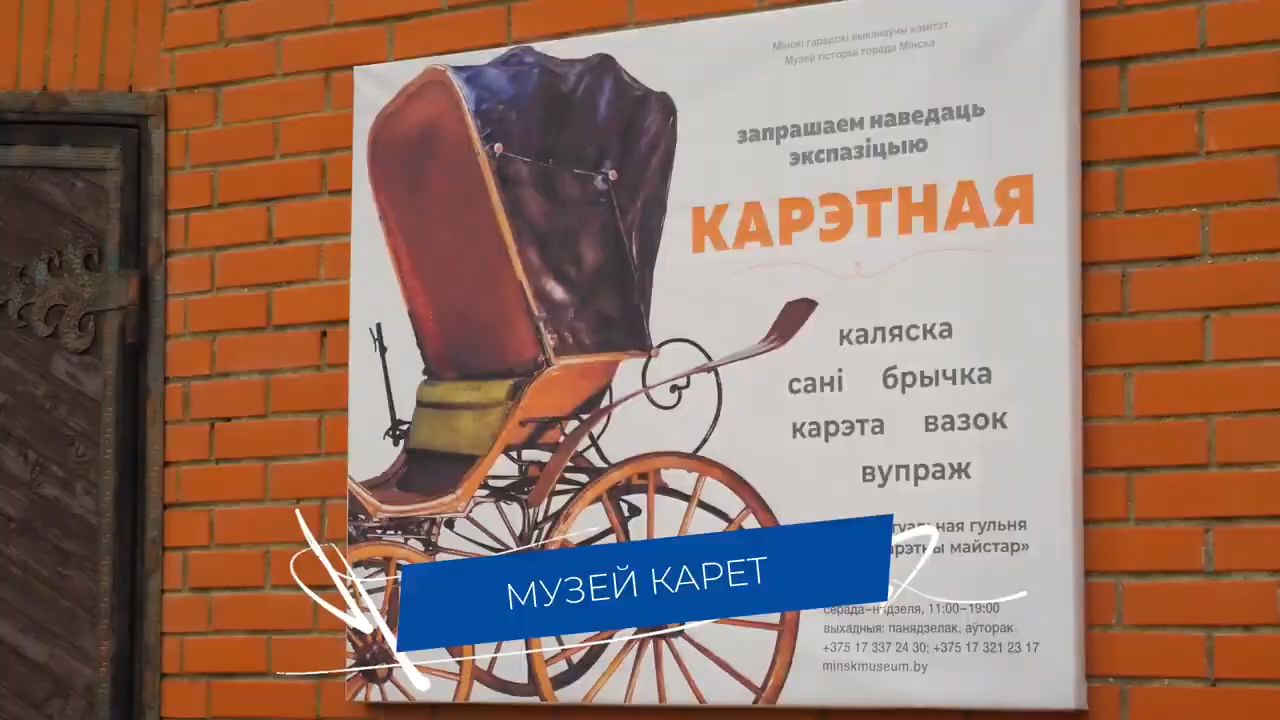 Мінскі гарадскі выканаўчы камітэт
Музей гісторыі горада Мінска
запрашаем наведаць
экспазіцыю
КАРЭТНАЯ
каляска
сані брычка
карэта вазок
вупраж
гульня
майстар»
МУЗЕЙ КАРЕТ
серада–нядзеля, 11:00–19:00
выхадныя: панядзелак, аўторак
+375 17 337 24 30; +375 17 321 23 17
minskmuseum.by